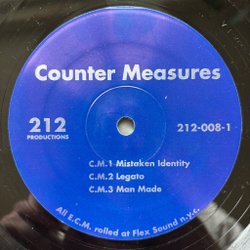 Counter Measures
212
PRODUCTIONS
212-008-1
C.M.1 Mistaken Identity
C.M.2 Legato
C.M.3 Man Made
All E.C.M. rolled at Flex Sound n.y.c.